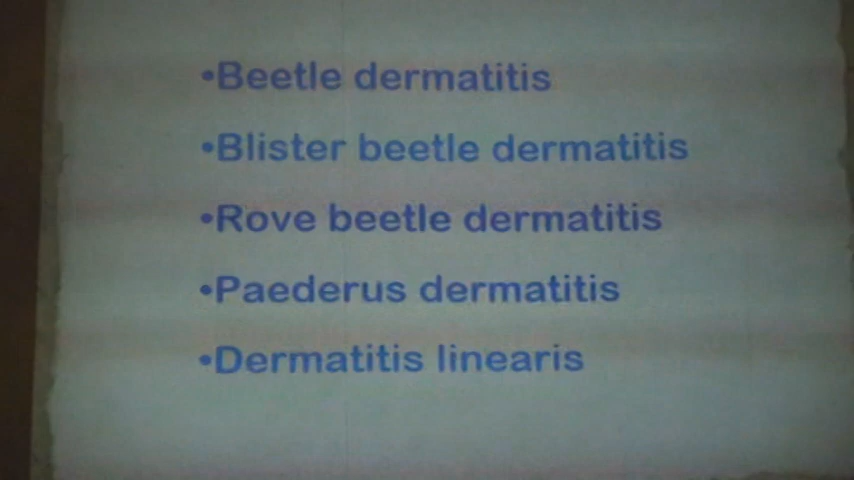 •Beetle dermatitis
•Blister beetle dermatitis
•Rove beetle dermatitis
•Paederus dermatitis
•Dermatitis linearis